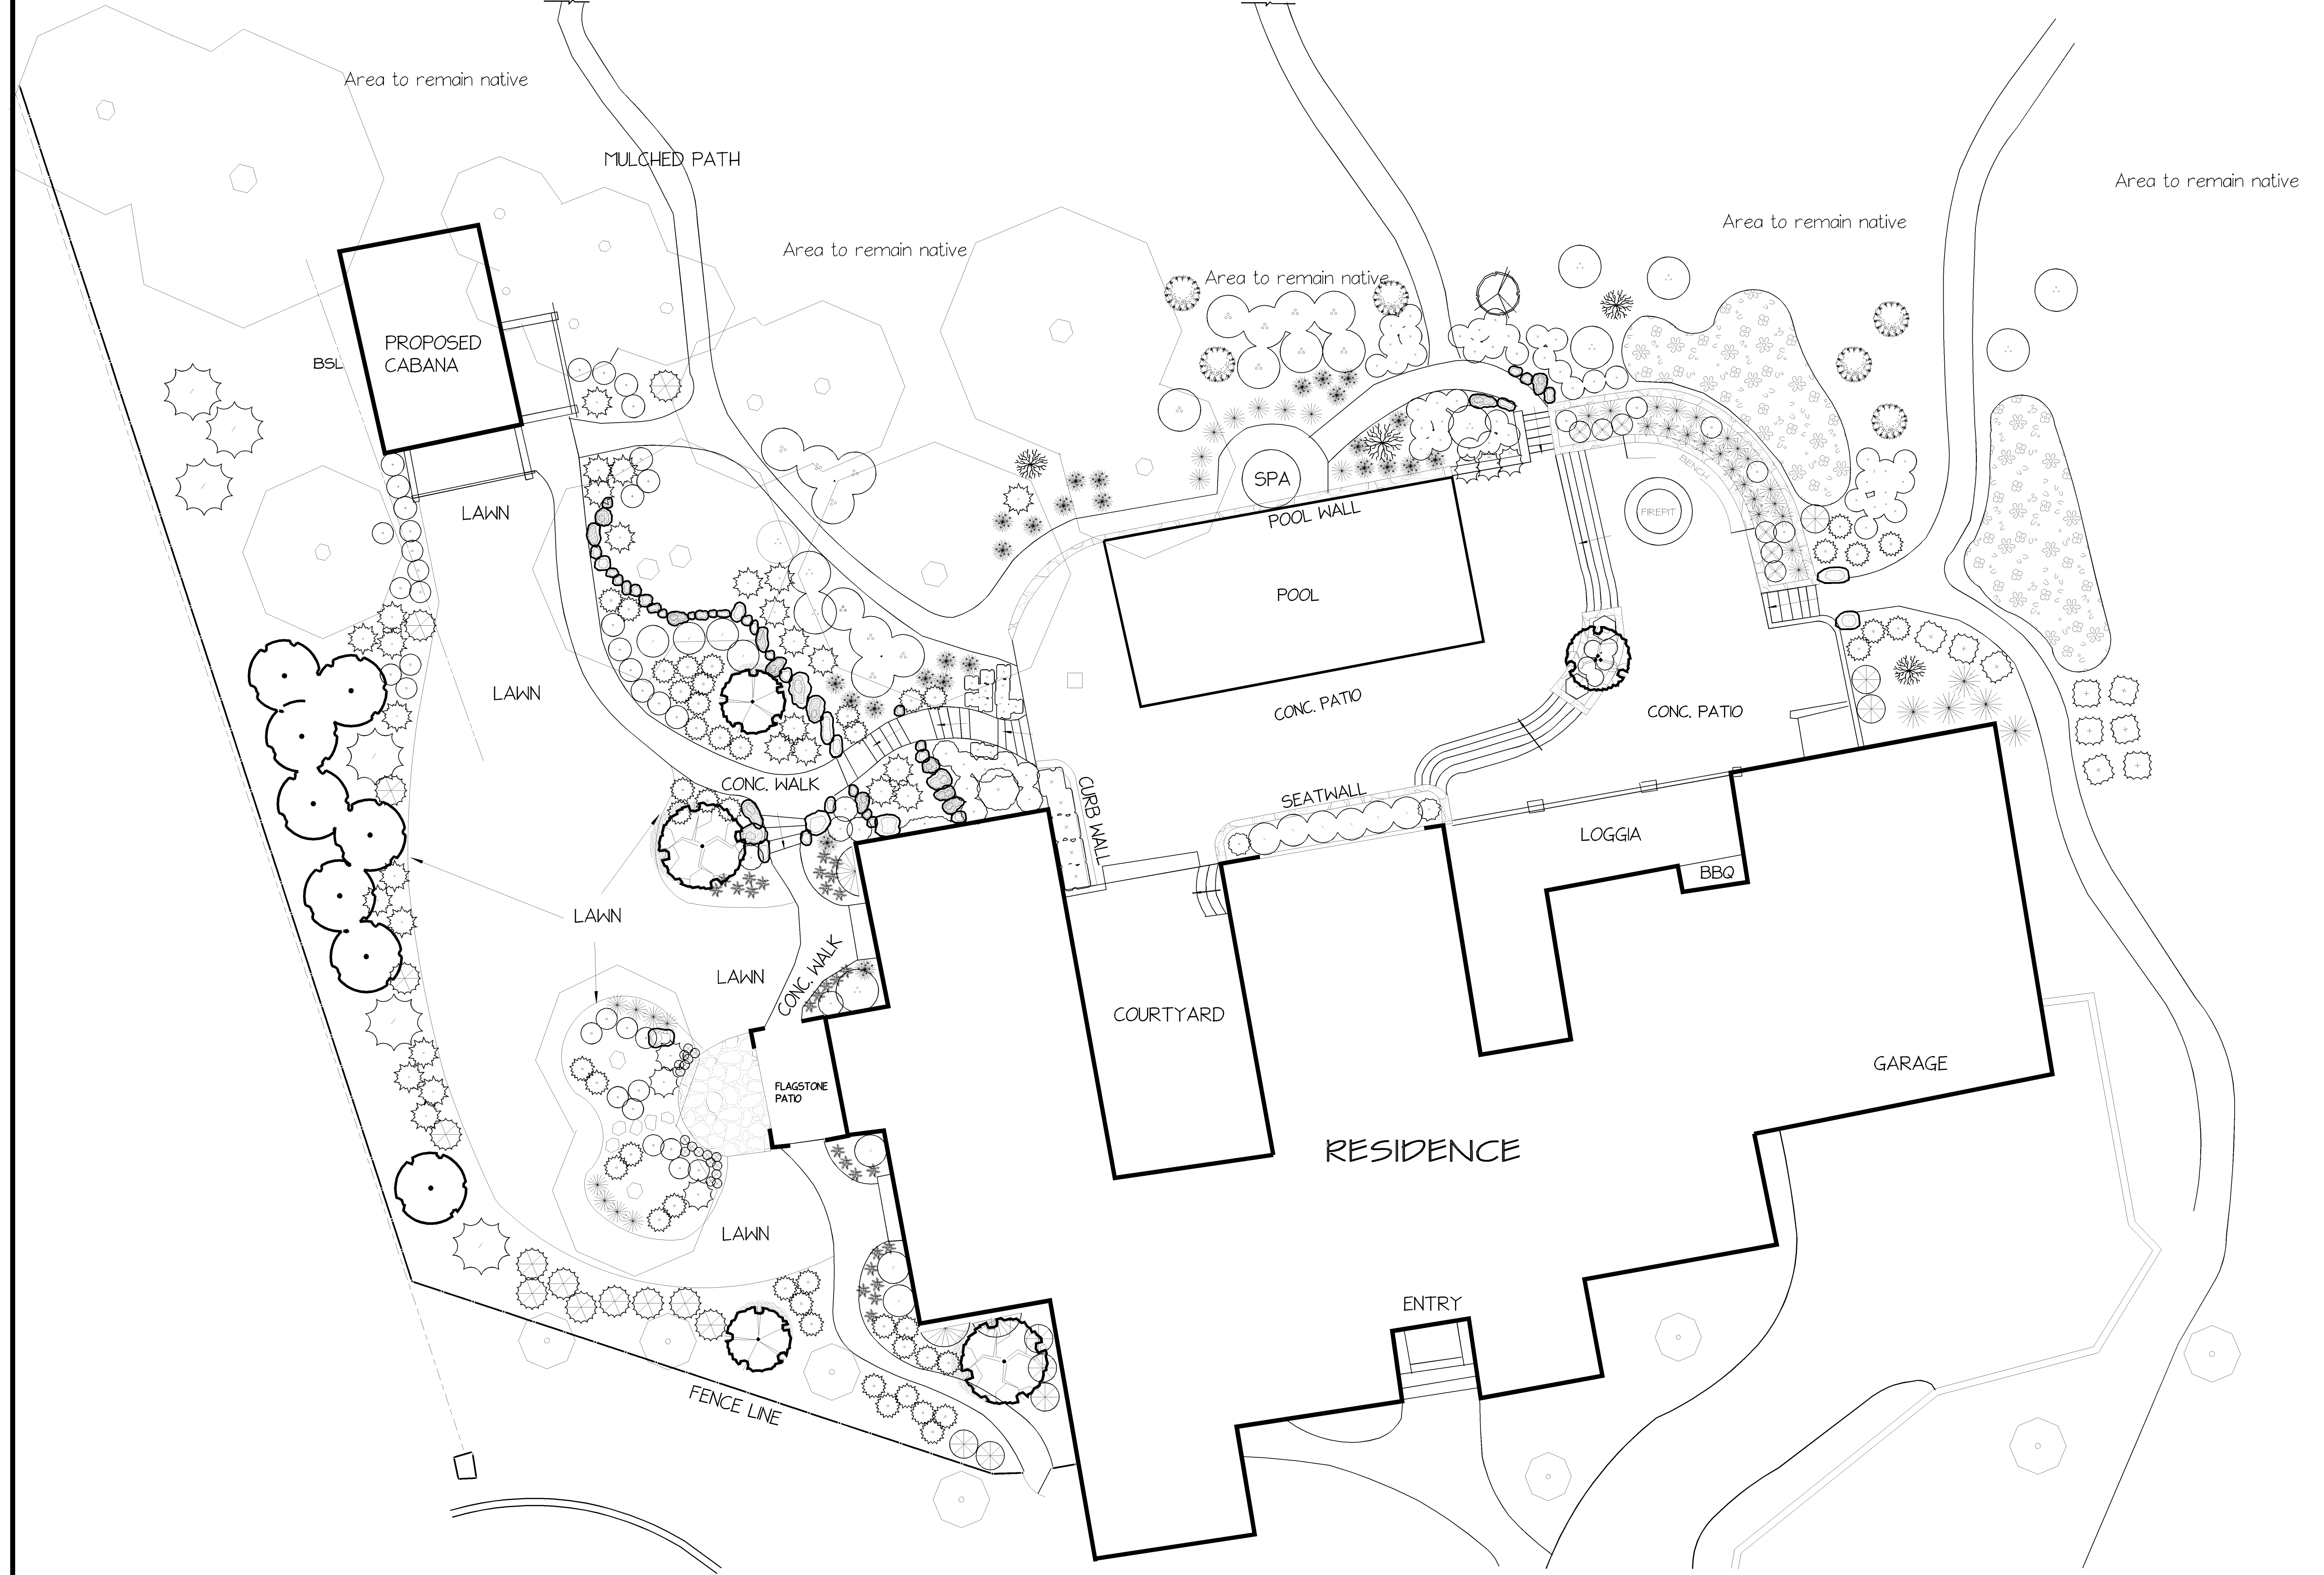 Area to remain native
MULCHED PATH
Area to remain native
Area to remain native
Area to remain native
Area to remain native
PROPOSED
CABANA
BSL
LAWN
SPA
POOL WALL
BENCH
FIREPIT
POOL
LAWN
CONC. PATIO
CONC. PATIO
CONC. WALK
CURB WALL
SEATWALL
LOGGIA
BBQ
LAWN
LAWN
CONC. WALK
COURTYARD
GARAGE
FLAGSTONE
PATIO
RESIDENCE
LAWN
ENTRY
FENCE LINE